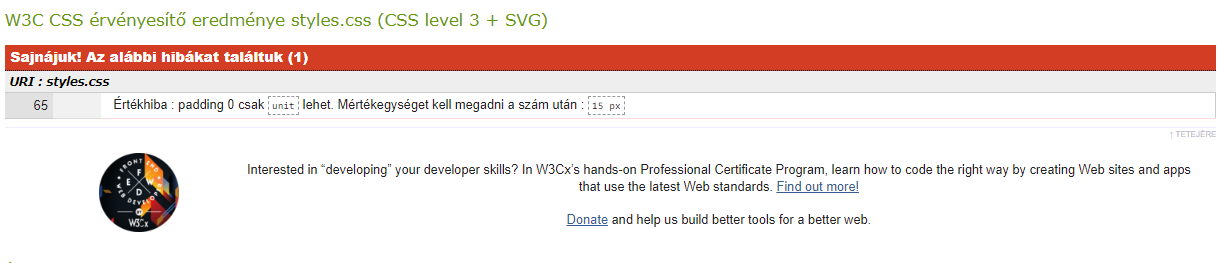 W3C CSS érvényesítő eredménye styles.css (CSS level 3 + SVG)
Sajnájuk! Az alábbi hibákat találtuk (1)
URI : styles.css
65 Értékhiba : padding 0 csak unit lehet. Mértékegységet kell megadni a szám után : 15 px
↑ TETEJÉRE
FRONT END
WEB DEVELOPER
F E W D
W3Cx
Interested in “developing” your developer skills? In W3Cx’s hands-on Professional Certificate Program, learn how to code the right way by creating Web sites and apps
that use the latest Web standards. Find out more!
Donate and help us build better tools for a better web.